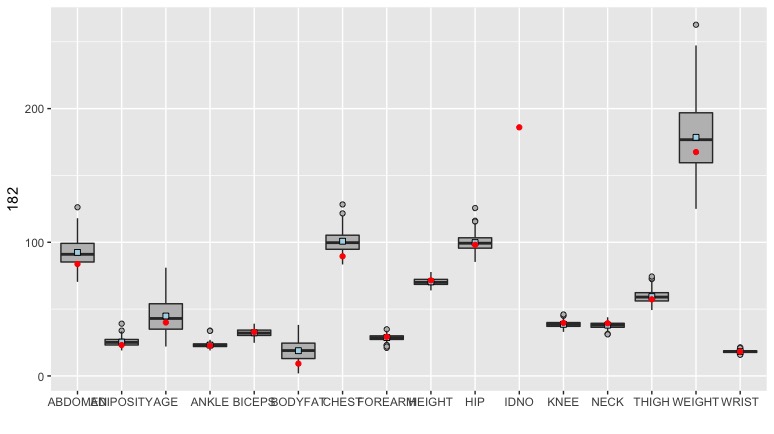 200
100
0
182
ABDOMEN ADIPOSITY AGE ANKLE BICEPS BODYFAT CHEST FOREARM HEIGHT HIP IDNO KNEE NECK THIGH WEIGHT WRIST